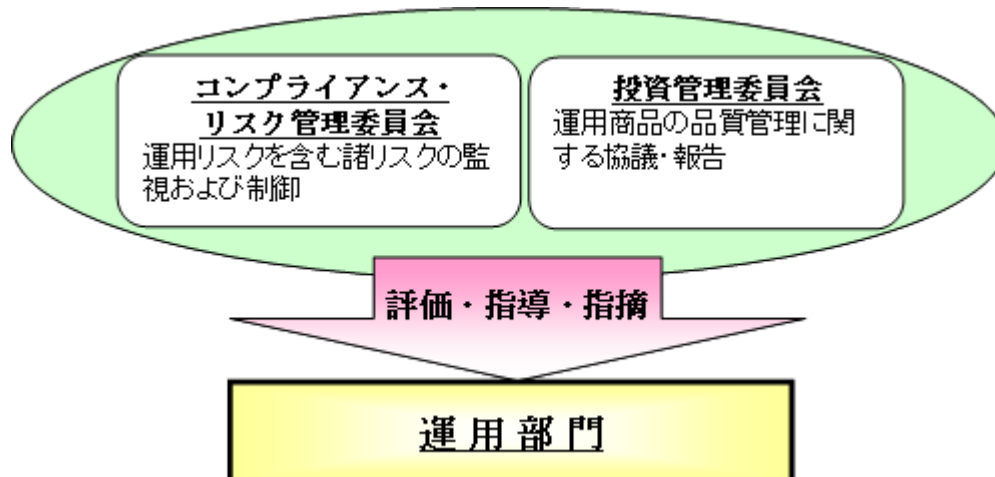 コンプライアンス・
リスク管理委員会
運用リスクを含む諸リスクの監
視および制御
投資管理委員会
運用商品の品質管理に関
する協議・報告
評価・指導・指摘
運用部門